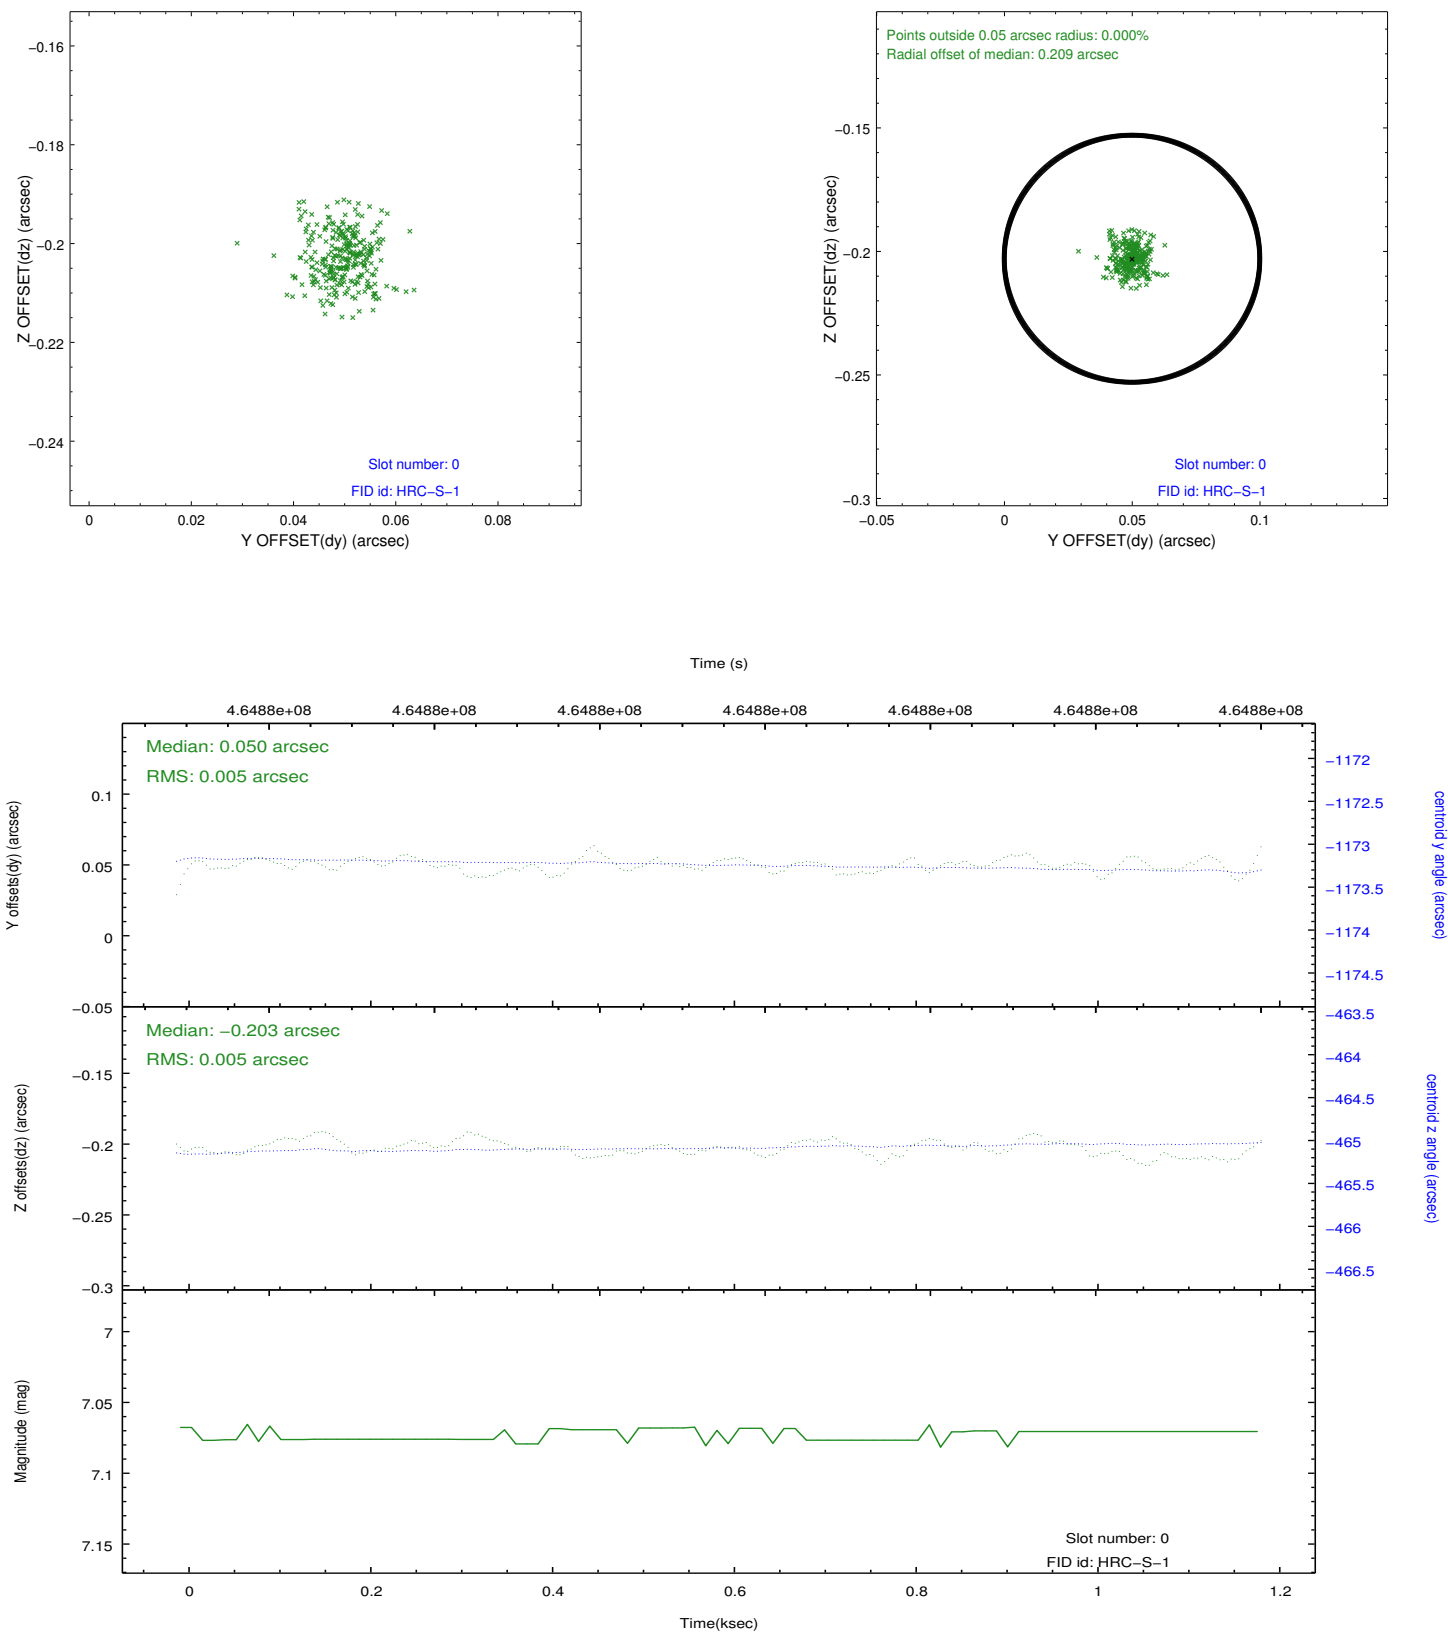 −0.16
−0.18
−0.2
−0.22
−0.24
Z OFFSET(dz) (arcsec)
Slot number: 0
FID id: HRC−S−1
0 0.02 0.04 0.06 0.08
Y OFFSET(dy) (arcsec)
Points outside 0.05 arcsec radius: 0.000%
Radial offset of median: 0.209 arcsec
−0.15
−0.2
−0.25
−0.3
Z OFFSET(dz) (arcsec)
Slot number: 0
FID id: HRC−S−1
−0.05 0 0.05 0.1
Y OFFSET(dy) (arcsec)
Time (s)
4.6488e+08 4.6488e+08 4.6488e+08 4.6488e+08 4.6488e+08 4.6488e+08 4.6488e+08
Median: 0.050 arcsec
RMS: 0.005 arcsec
0.1
0.05
0
−0.05
Y offsets(dy) (arcsec)
−1172
−1172.5
−1173
−1173.5
−1174
−1174.5
centroid y angle (arcsec)
Median: −0.203 arcsec
RMS: 0.005 arcsec
−0.15
−0.2
−0.25
−0.3
Z offsets(dz) (arcsec)
−463.5
−464
−464.5
−465
−465.5
−466
−466.5
centroid z angle (arcsec)
7
7.05
7.1
7.15
Magnitude (mag)
Slot number: 0
FID id: HRC−S−1
0 0.2 0.4 0.6 0.8 1 1.2
Time(ksec)